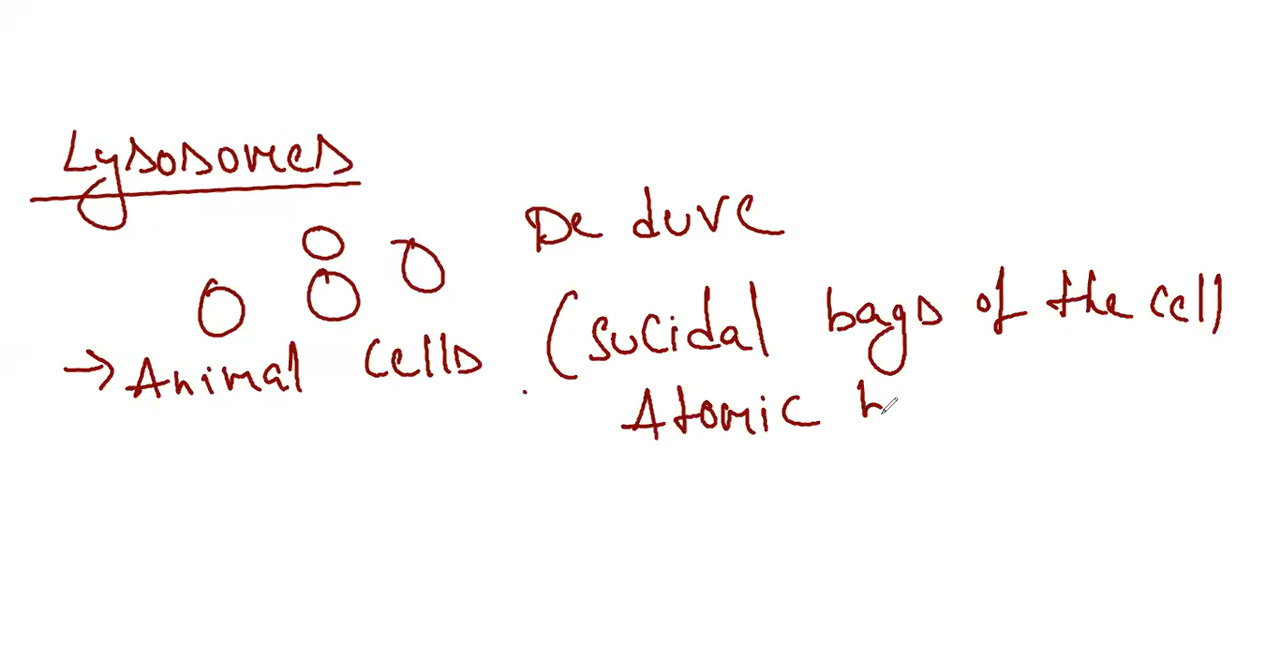 Lysosomes
De duve
(sucidal bags of the cell
→ Animal cells.
Atomic